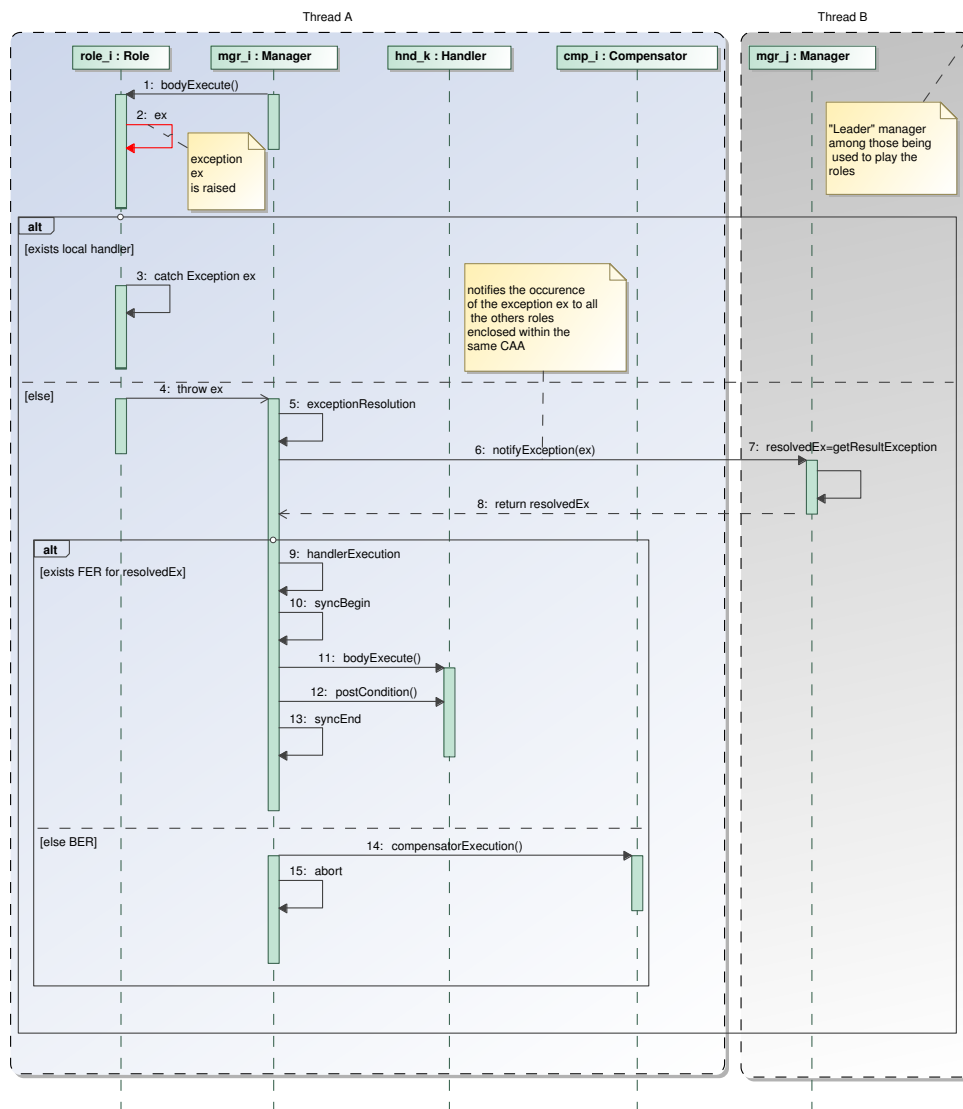 Thread A
Thread B
role_i : Role
mgr_i : Manager
hnd_k : Handler
cmp_i : Compensator
mgr_j : Manager
1: bodyExecute()
2: ex
exception
ex
is raised
"Leader" manager
among those being
used to play the
roles
alt
[exists local handler]
3: catch Exception ex
notifies the occurence
of the exception ex to all
the others roles
enclosed within the
same CAA
[else]
4: throw ex
5: exceptionResolution
6: notifyException(ex)
7: resolvedEx=getResultException
8: return resolvedEx
alt
[exists FER for resolvedEx]
9: handlerExecution
10: syncBegin
11: bodyExecute()
12: postCondition()
13: syncEnd
[else BER]
14: compensatorExecution()
15: abort